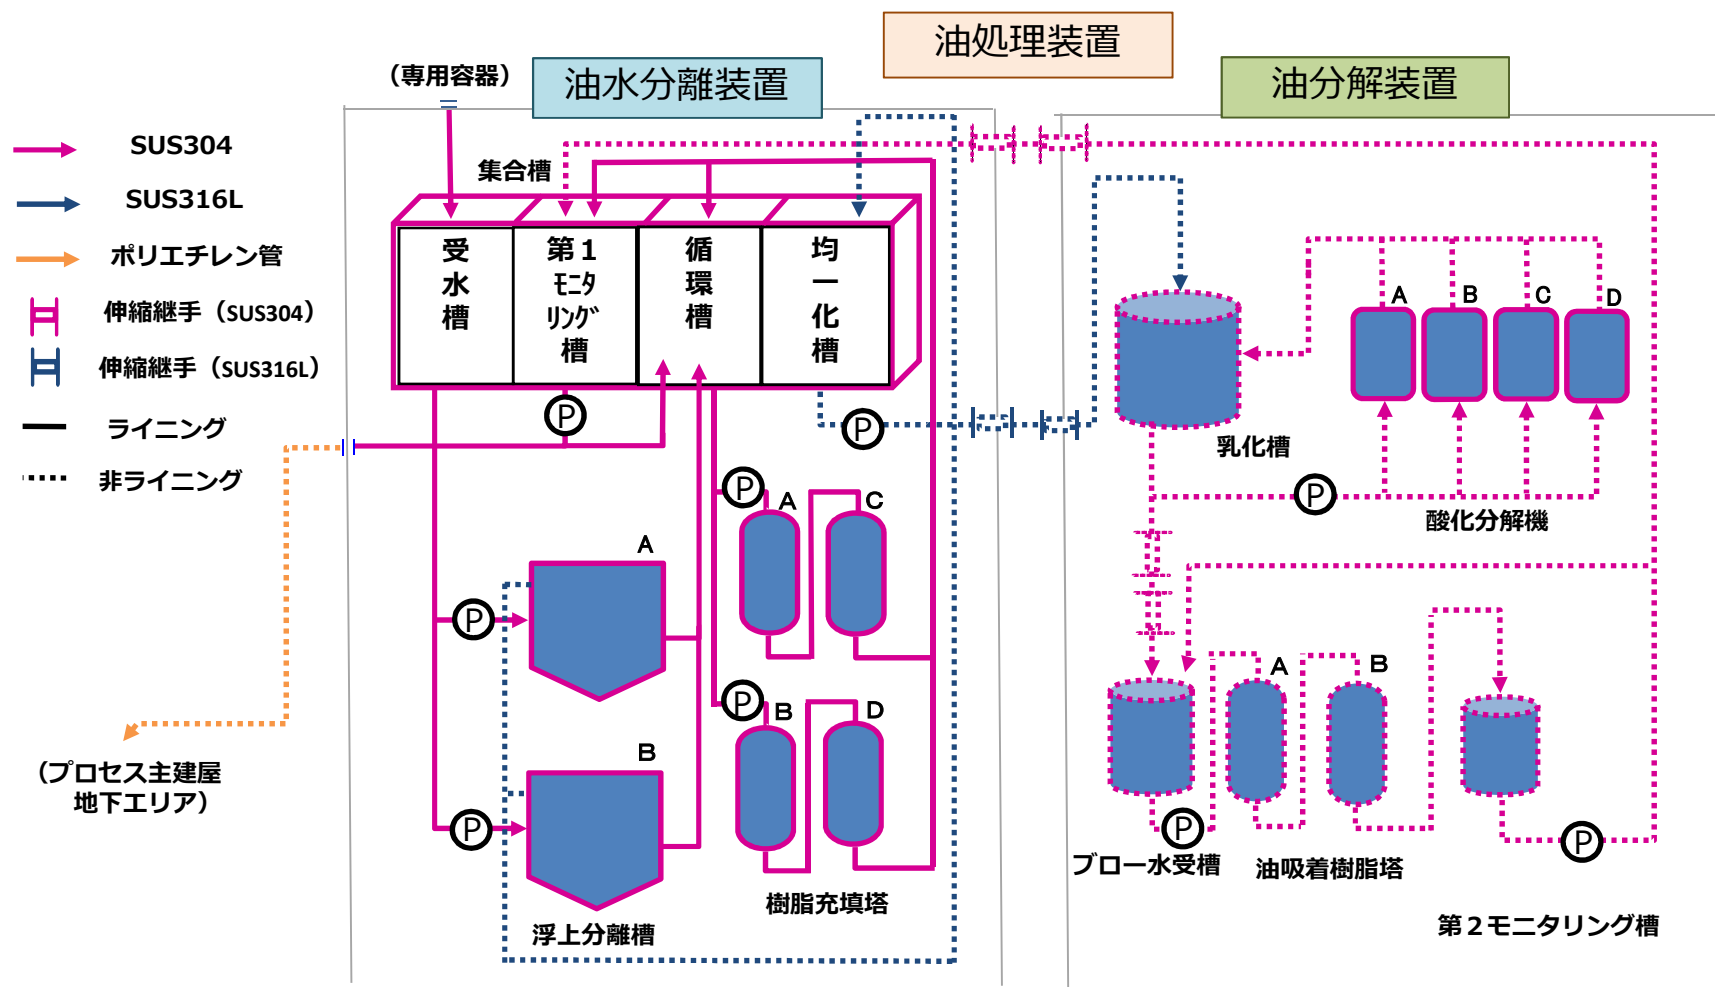 油処理装置
油水分離装置
油分解装置
(専用容器)
SUS304
SUS316L
ポリエチレン管
伸縮継手(SUS304)
伸縮継手(SUS316L)
ライニング
非ライニング
(プロセス主建屋
地下エリア)
集合槽
受水槽
第1モニタリング槽
循環槽
均一化槽
P
P
P
A
C
P
B
D
樹脂充填塔
P
A
P
B
浮上分離槽
乳化槽
A
B
C
D
P
酸化分解機
P
ブロー水受槽
A
B
油吸着樹脂塔
P
第2モニタリング槽